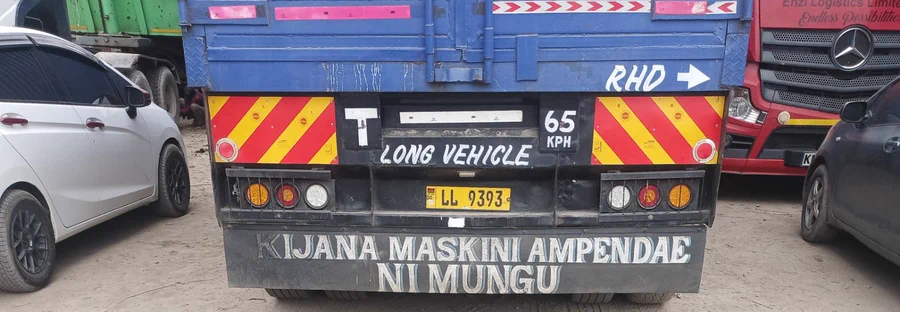 Enzi Logistics Limited
Endless Possibilities
RHD →
T
65
KPH
LONG VEHICLE
LL 9393
KIJANA MASKINI AMPENDAE
NI MUNGU